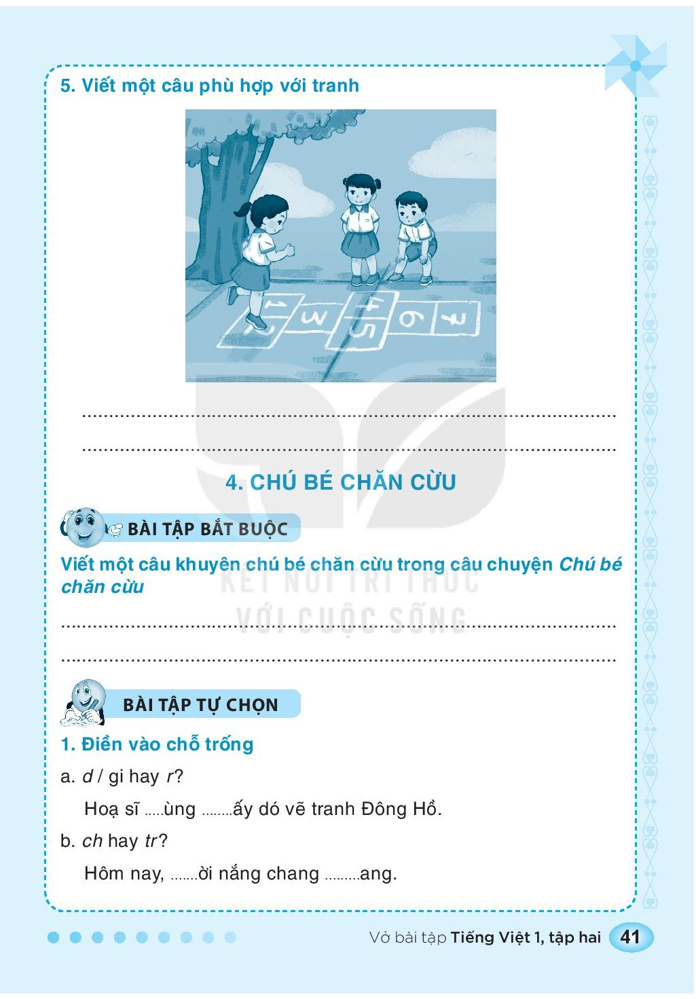 5. Viết một câu phù hợp với tranh
1
2
3
4
5
6
7
4. CHÚ BÉ CHĂN CỪU
BÀI TẬP BẮT BUỘC
Viết một câu khuyên chú bé chăn cừu trong câu chuyện Chú bé
chăn cừu
KẾT NỐI TRI THỨC
VỚI CUỘC SỐNG
BÀI TẬP TỰ CHỌN
1. Điền vào chỗ trống
a. d / gi hay r?
Hoạ sĩ .....ùng ........ấy dó vẽ tranh Đông Hồ.
b. ch hay tr?
Hôm nay, .......ời nắng chang .........ang.
Vở bài tập Tiếng Việt 1, tập hai 41